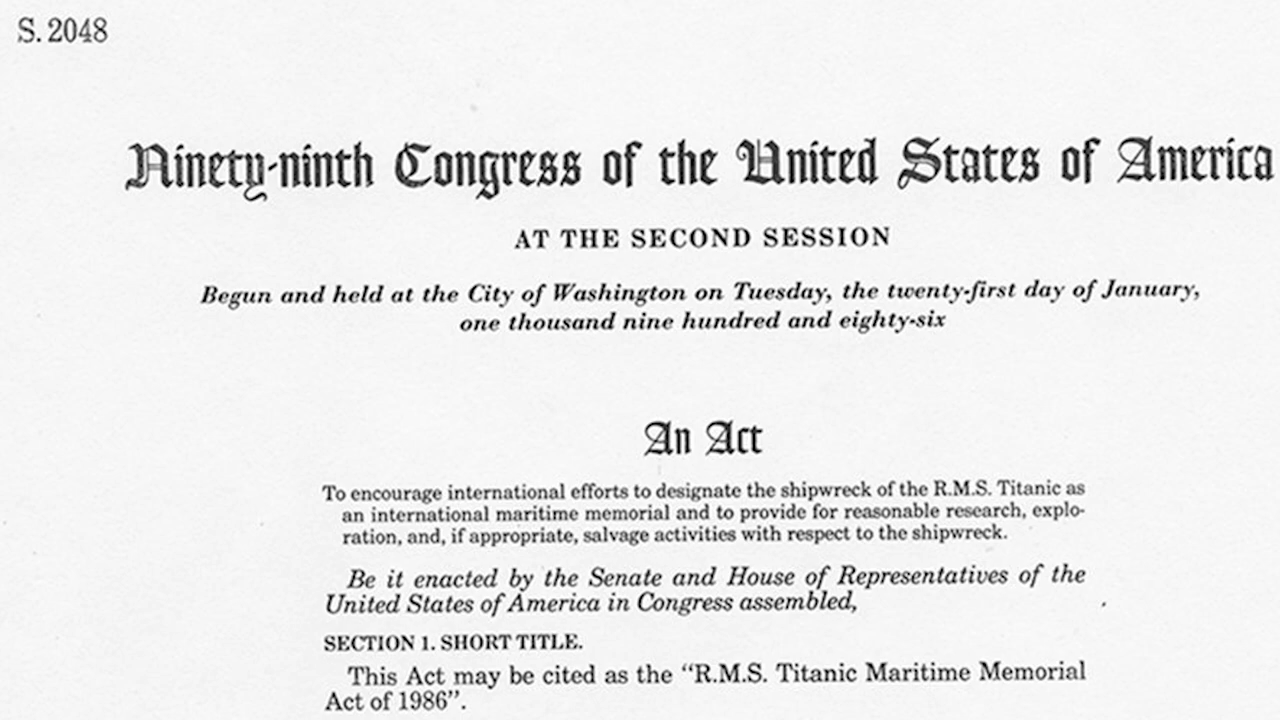 S. 2048
Ninety-ninth Congress of the United States of America
AT THE SECOND SESSION
Begun and held at the City of Washington on Tuesday, the twenty-first day of January,
one thousand nine hundred and eighty-six
An Act
To encourage international efforts to designate the shipwreck of the R.M.S. Titanic as
an international maritime memorial and to provide for reasonable research, explo-
ration, and, if appropriate, salvage activities with respect to the shipwreck.
Be it enacted by the Senate and House of Representatives of the
United States of America in Congress assembled,
SECTION 1. SHORT TITLE.
This Act may be cited as the “R.M.S. Titanic Maritime Memorial
Act of 1986”.